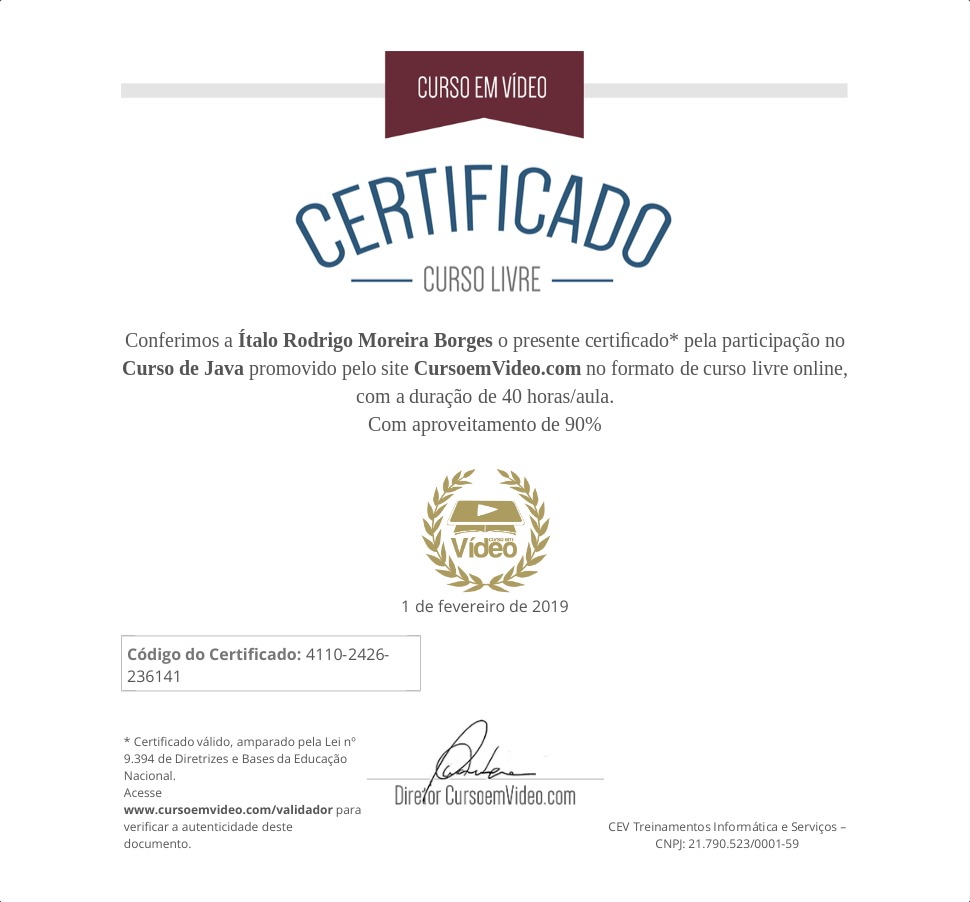 CURSO EM VÍDEO
CERTIFICADO
CURSO LIVRE
Conferimos a Ítalo Rodrigo Moreira Borges o presente certificado* pela participação no
Curso de Java promovido pelo site CursoemVideo.com no formato de curso livre online,
com a duração de 40 horas/aula.
Com aproveitamento de 90%
curso em
Vídeo
1 de fevereiro de 2019
Código do Certificado: 4110-2426-
236141
* Certificado válido, amparado pela Lei nº
9.394 de Diretrizes e Bases da Educação
Nacional.
Acesse
www.cursoemvideo.com/validador para
verificar a autenticidade deste
documento.
Diretor CursoemVideo.com
CEV Treinamentos Informática e Serviços –
CNPJ: 21.790.523/0001-59